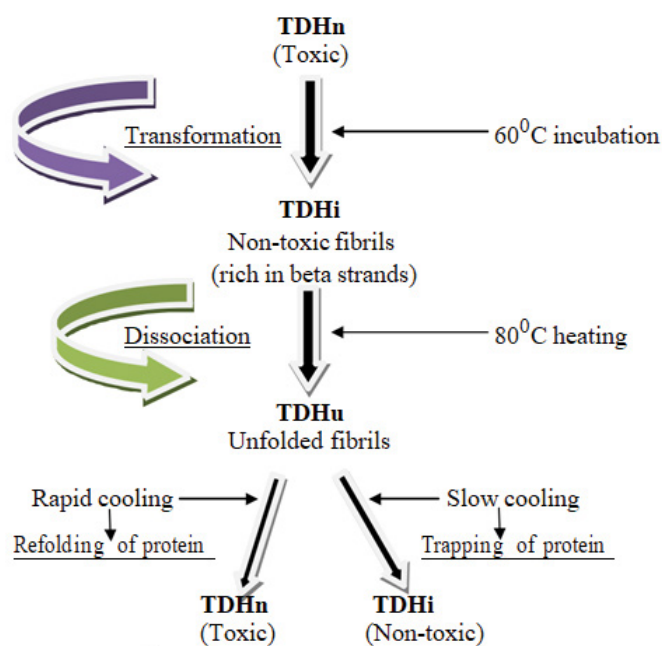 TDHn
(Toxic)
Transformation
60⁰C incubation
TDHi
Non-toxic fibrils
(rich in beta strands)
Dissociation
80⁰C heating
TDHu
Unfolded fibrils
Rapid cooling
Slow cooling
Refolding of protein
Trapping of protein
TDHn
(Toxic)
TDHi
(Non-toxic)